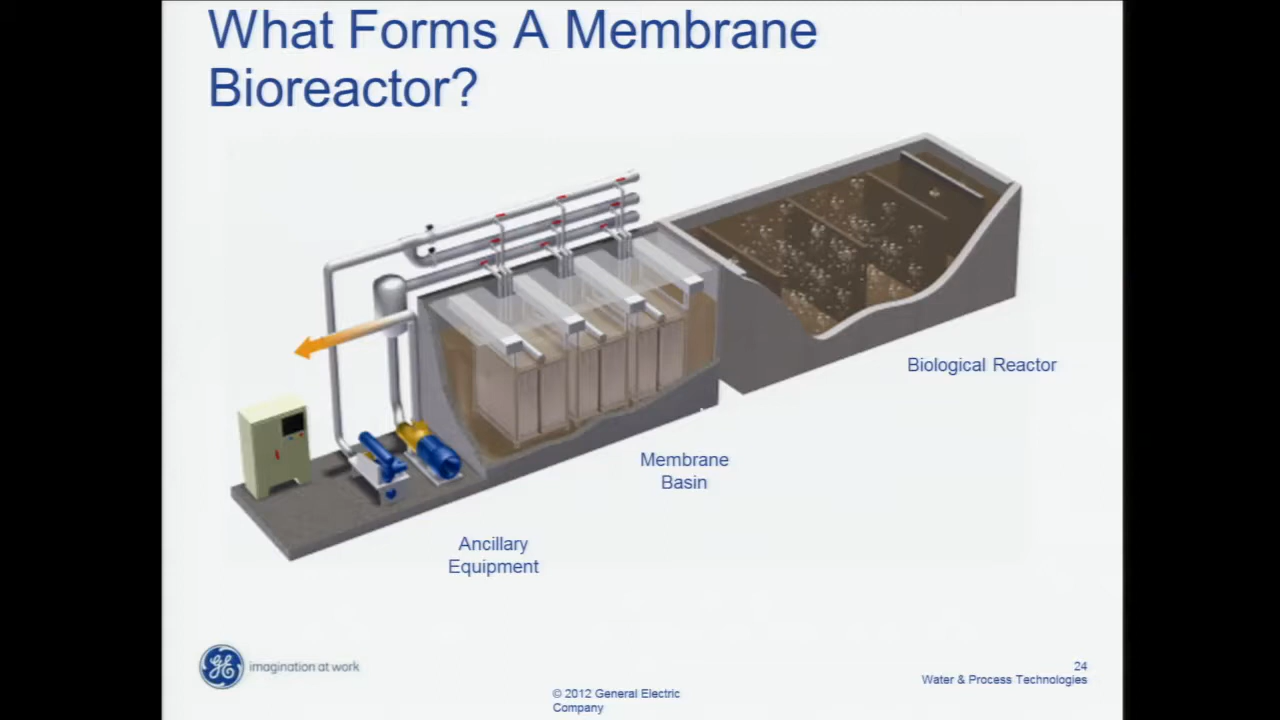 What Forms A Membrane
Bioreactor?
Biological Reactor
Membrane
Basin
Ancillary
Equipment
imagination at work
24
Water & Process Technologies
© 2012 General Electric
Company